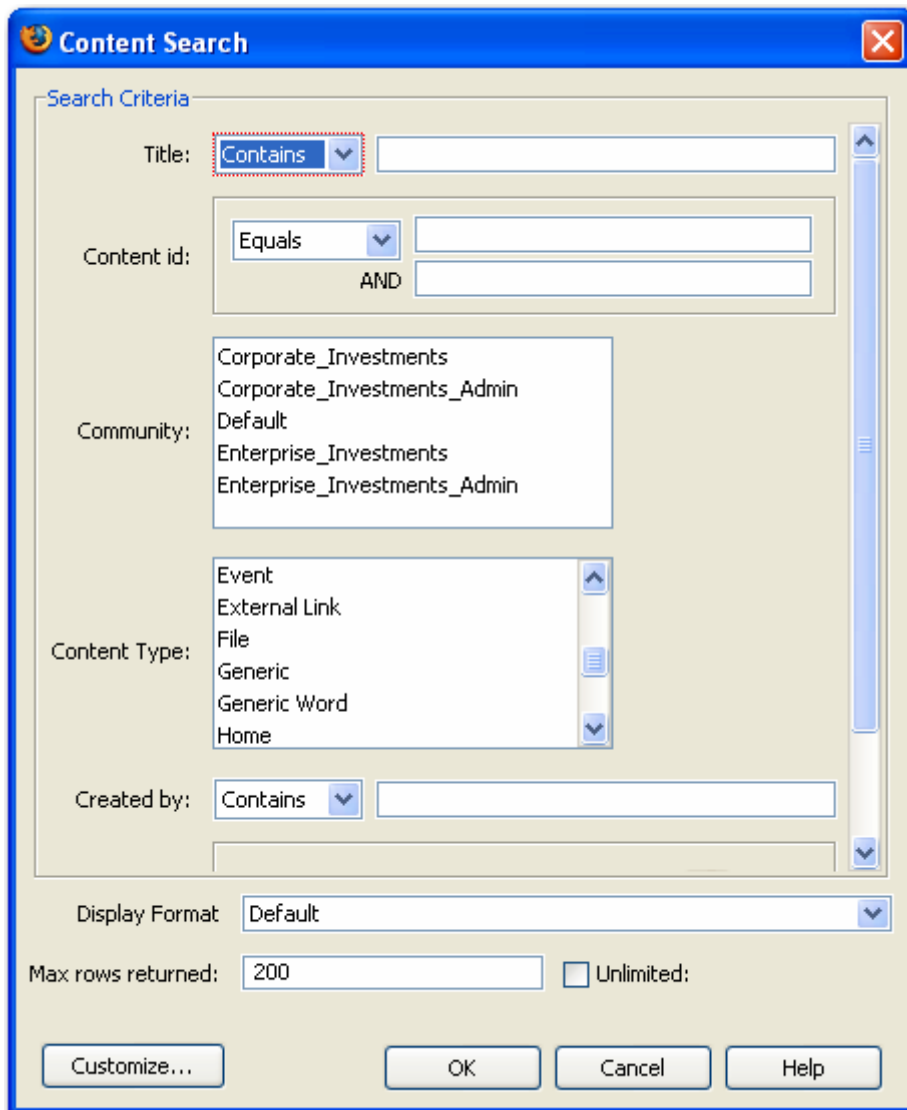 Content Search
Search Criteria
Title: Contains
Content id: Equals
AND
Community:
Corporate_Investments
Corporate_Investments_Admin
Default
Enterprise_Investments
Enterprise_Investments_Admin
Content Type:
Event
External Link
File
Generic
Generic Word
Home
Created by: Contains
Display Format Default
Max rows returned: 200 Unlimited:
Customize... OK Cancel Help